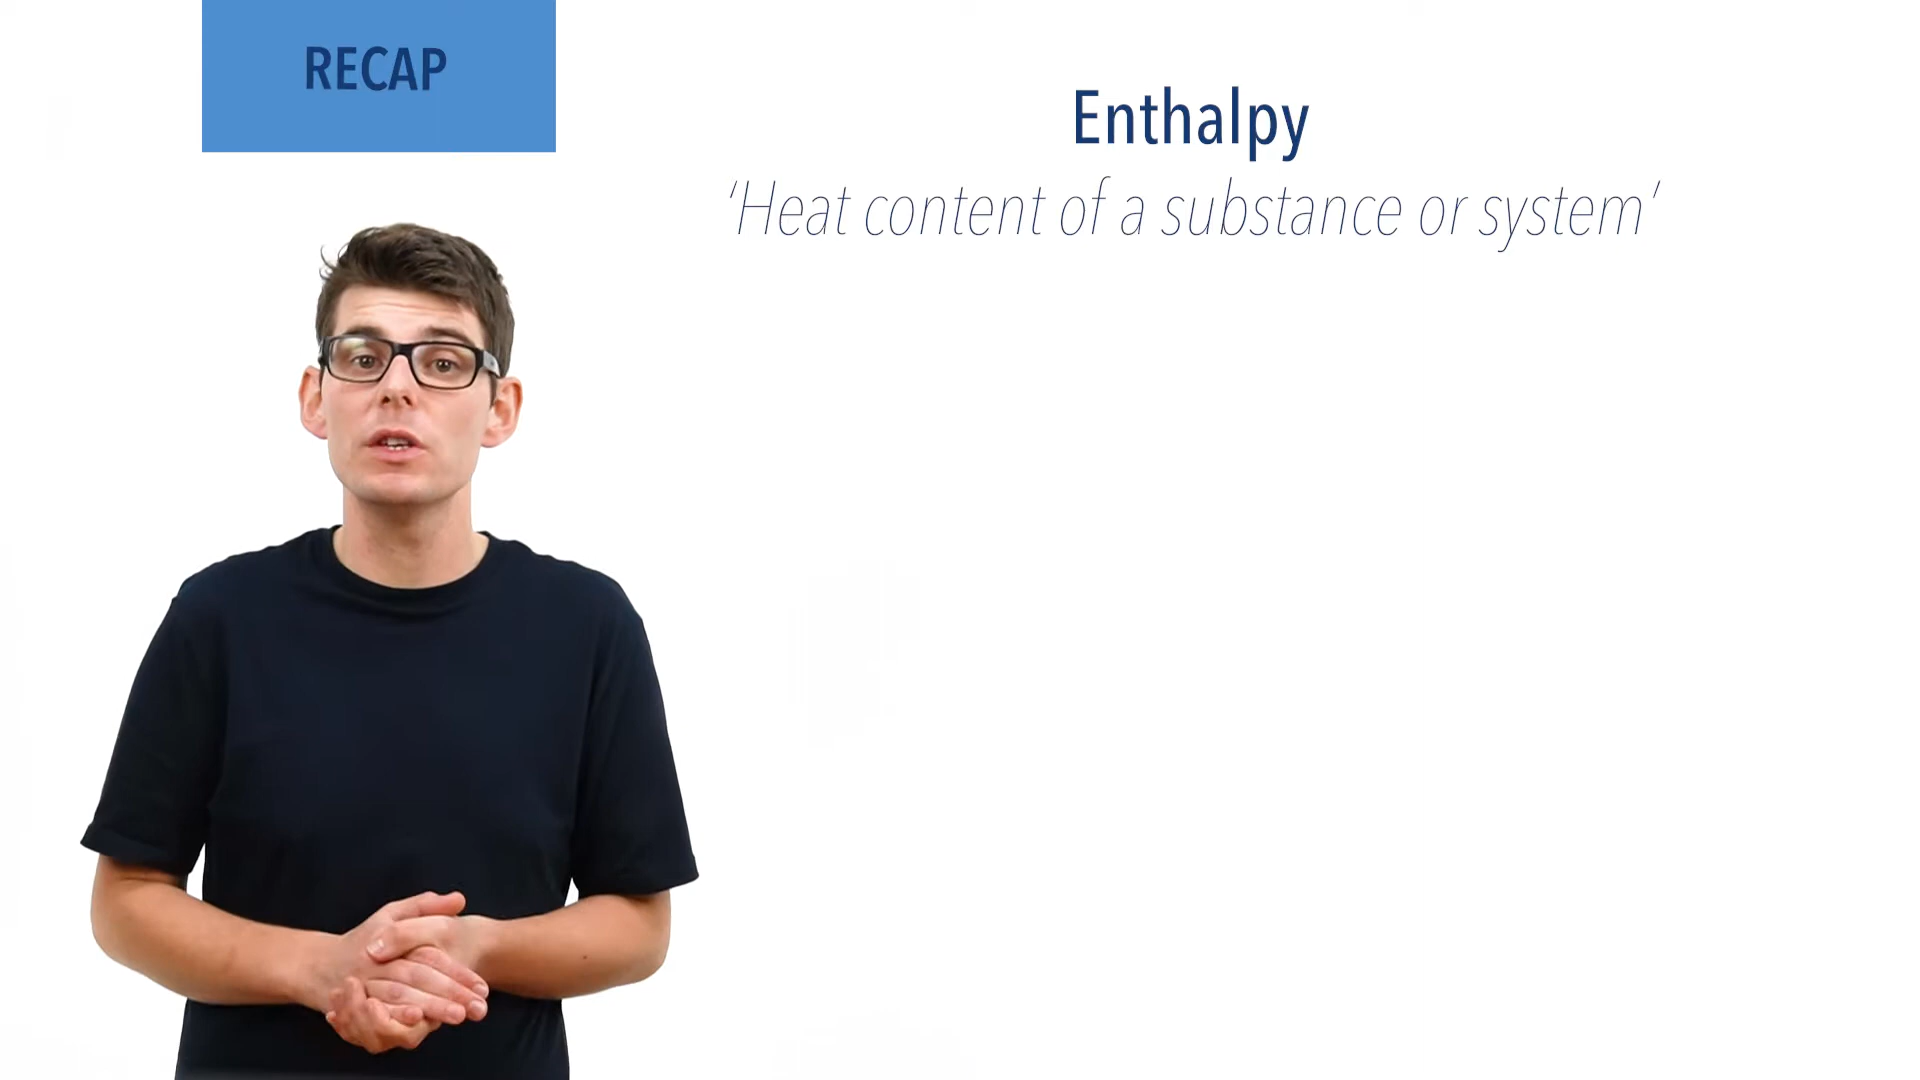 RECAP
Enthalpy
‘Heat content of a substance or system’